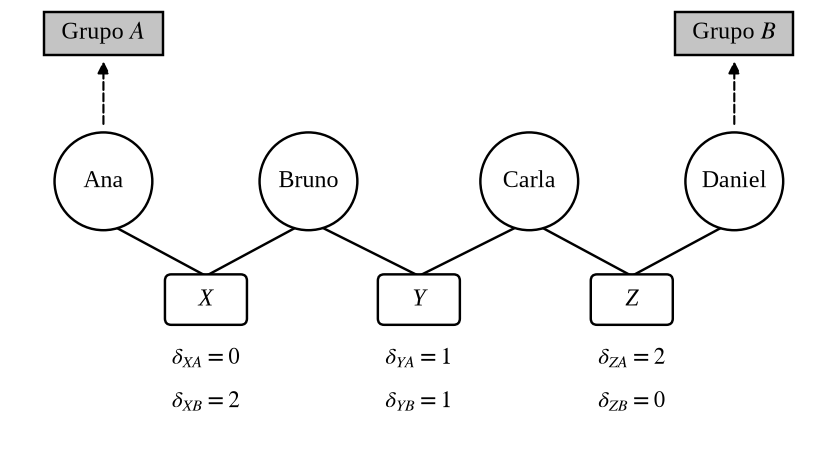 Grupo A Grupo B
Ana Bruno Carla Daniel
X Y Z
δXA = 0 δYA = 1 δZA = 2
δXB = 2 δYB = 1 δZB = 0